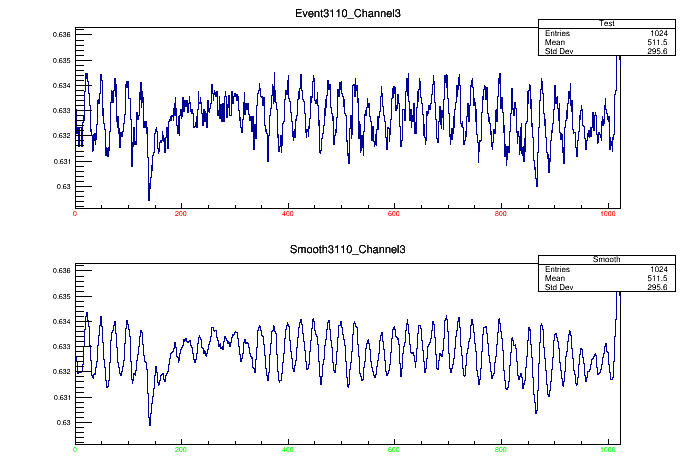 Event3110_Channel3
Test
Entries 1024
Mean 511.5
Std Dev 295.6
0.636
0.635
0.634
0.633
0.632
0.631
0.63
0 200 400 600 800 1000
Smooth3110_Channel3
Smooth
Entries 1024
Mean 511.5
Std Dev 295.6
0.636
0.635
0.634
0.633
0.632
0.631
0.63
0 200 400 600 800 1000